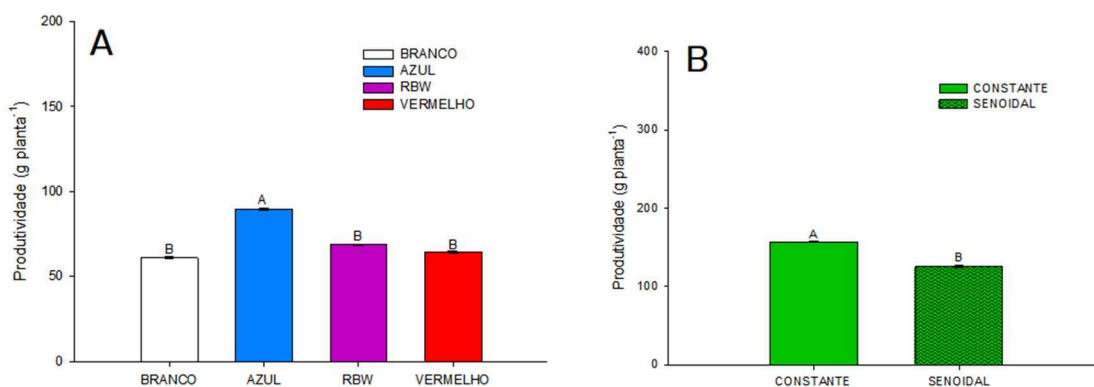 A
BRANCO
AZUL
RBW
VERMELHO
Produtividade (g planta⁻¹)
200
150
100
50
0
B
A
B
B
BRANCO
AZUL
RBW
VERMELHO
B
CONSTANTE
SENOIDAL
Produtividade (g planta⁻¹)
400
300
200
100
0
A
B
CONSTANTE
SENOIDAL